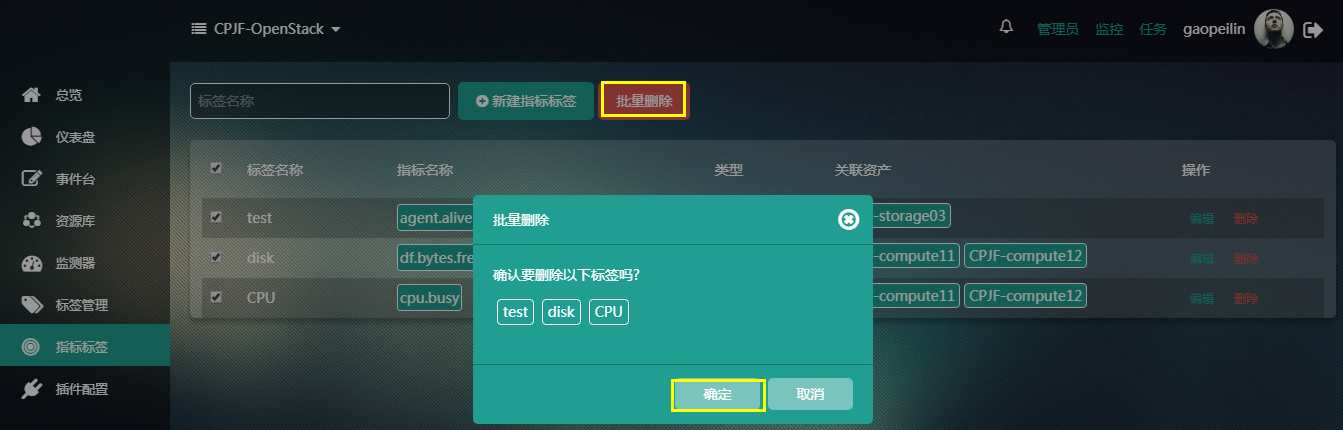 CPJF-OpenStack
管理员 监控 任务 gaopeilin
总览
仪表盘
事件台
资源库
监测器
标签管理
指标标签
插件配置
标签名称 新建指标标签 批量删除
标签名称 指标名称 类型 关联资产 操作
test agent.alive -storage03 编辑 删除
disk df.bytes.fre -compute11 CPJF-compute12 编辑 删除
CPU cpu.busy -compute11 CPJF-compute12 编辑 删除
批量删除
确认要删除以下标签吗?
test disk CPU
确定 取消